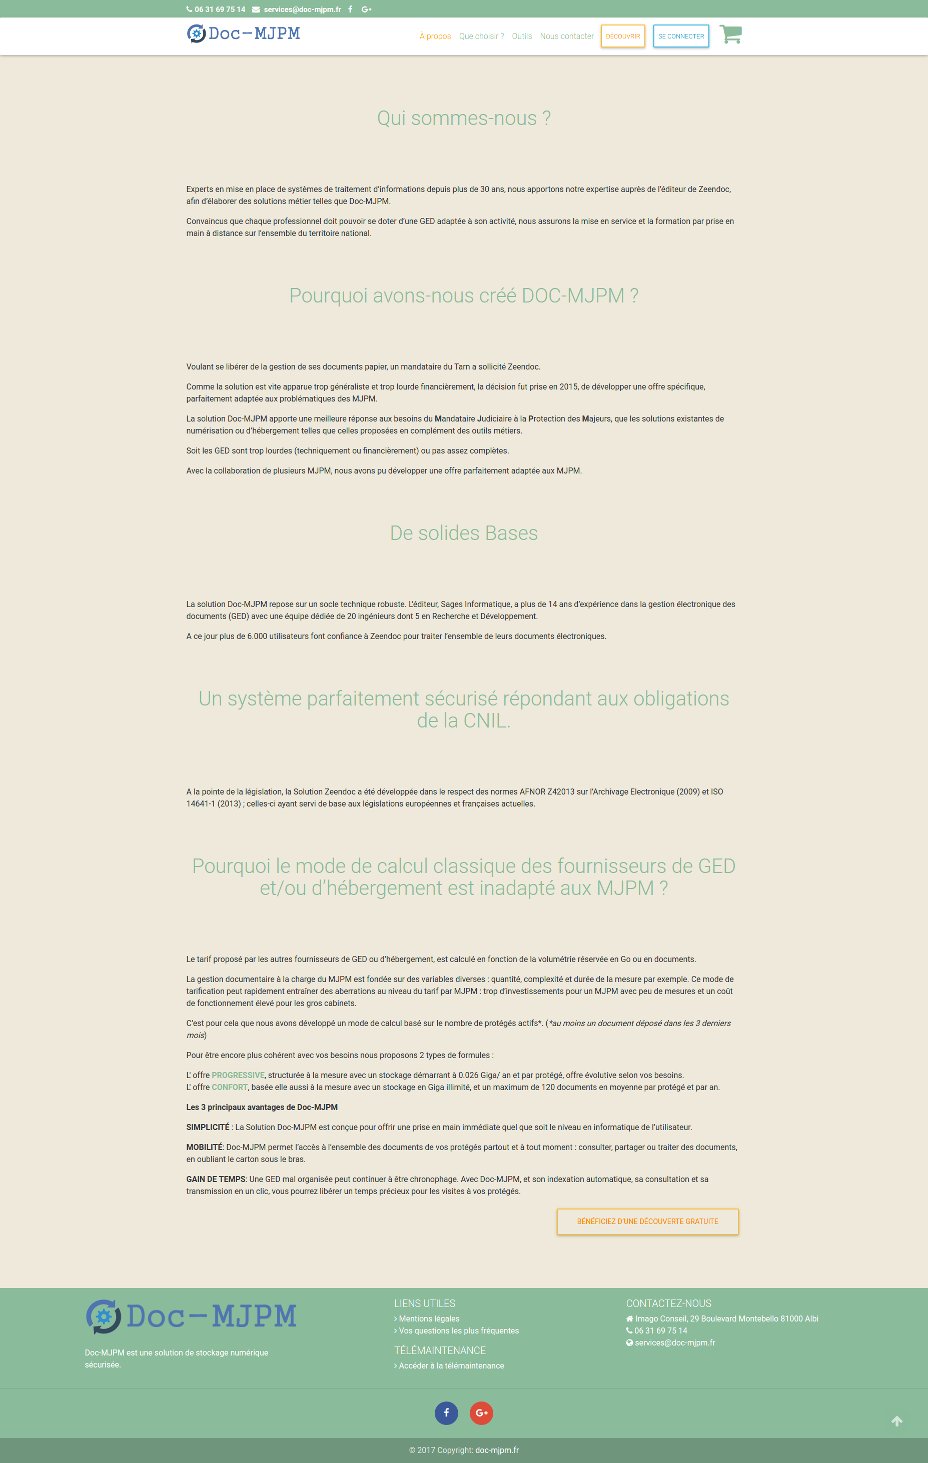 06 31 69 75 14 services@doc-mjpm.fr
Doc-MJPM
A propos Que choisir ? Outils Nous contacter DECOUVRIR SE CONNECTER
Qui sommes-nous ?
Experts en mise en place de systèmes de traitement d'informations depuis plus de 30 ans, nous apportons notre expertise auprès de l'éditeur de Zeendoc,
afin d'élaborer des solutions métier telles que Doc-MJPM.
Convaincus que chaque professionnel doit pouvoir se doter d'une GED adaptée à son activité, nous assurons la mise en service et la formation par prise en
main à distance sur l'ensemble du territoire national.
Pourquoi avons-nous créé DOC-MJPM ?
Voulant se libérer de la gestion de ses documents papier, un mandataire du Tarn a sollicité Zeendoc.
Comme la solution est vite apparue trop généraliste et trop lourde financièrement, la décision fut prise en 2015, de développer une offre spécifique,
parfaitement adaptée aux problématiques des MJPM.
La solution Doc-MJPM apporte une meilleure réponse aux besoins du Mandataire Judiciaire à la Protection des Majeurs, que les solutions existantes de
numérisation ou d'hébergement telles que celles proposées en complément des outils métiers.
Soit les GED sont trop lourdes (techniquement ou financièrement) ou pas assez complètes.
Avec la collaboration de plusieurs MJPM, nous avons pu développer une offre parfaitement adaptée aux MJPM.
De solides Bases
La solution Doc-MJPM repose sur un socle technique robuste. L'éditeur, Sages Informatique, a plus de 14 ans d'expérience dans la gestion électronique des
documents (GED) avec une équipe dédiée de 20 ingénieurs dont 5 en Recherche et Développement.
A ce jour plus de 6.000 utilisateurs font confiance à Zeendoc pour traiter l'ensemble de leurs documents électroniques.
Un système parfaitement sécurisé répondant aux obligations
de la CNIL.
A la pointe de la législation, la Solution Zeendoc a été développée dans le respect des normes AFNOR Z42013 sur l'Archivage Electronique (2009) et ISO
14641-1 (2013) ; celles-ci ayant servi de base aux législations européennes et françaises actuelles.
Pourquoi le mode de calcul classique des fournisseurs de GED
et/ou d'hébergement est inadapté aux MJPM ?
Le tarif proposé par les autres fournisseurs de GED ou d'hébergement, est calculé en fonction de la volumétrie réservée en Go ou en documents.
La gestion documentaire à la charge du MJPM est fondée sur des variables diverses : quantité, complexité et durée de la mesure par exemple. Ce mode de
tarification peut rapidement entraîner des aberrations au niveau du tarif par MJPM : trop d'investissements pour un MJPM avec peu de mesures et un coût
de fonctionnement élevé pour les gros cabinets.
C'est pour cela que nous avons développé un mode de calcul basé sur le nombre de protégés actifs*. (*au moins un document déposé dans les 3 derniers
mois)
Pour être encore plus cohérent avec vos besoins nous proposons 2 types de formules :
L' offre PROGRESSIVE, structurée à la mesure avec un stockage démarrant à 0.026 Giga/ an et par protégé, offre évolutive selon vos besoins.
L' offre CONFORT, basée elle aussi à la mesure avec un stockage en Giga illimité, et un maximum de 120 documents en moyenne par protégé et par an.
Les 3 principaux avantages de Doc-MJPM
SIMPLICITÉ : La Solution Doc-MJPM est conçue pour offrir une prise en main immédiate quel que soit le niveau en informatique de l'utilisateur.
MOBILITÉ: Doc-MJPM permet l'accès à l'ensemble des documents de vos protégés partout et à tout moment : consulter, partager ou traiter des documents,
en oubliant le carton sous le bras.
GAIN DE TEMPS: Une GED mal organisée peut continuer à être chronophage. Avec Doc-MJPM, et son indexation automatique, sa consultation et sa
transmission en un clic, vous pourrez libérer un temps précieux pour les visites à vos protégés.
BÉNÉFICIEZ D'UNE DÉCOUVERTE GRATUITE
Doc-MJPM
Doc-MJPM est une solution de stockage numérique
sécurisée.
LIENS UTILES
Mentions légales
Vos questions les plus fréquentes
TÉLÉMAINTENANCE
Accéder à la télémaintenance
CONTACTEZ-NOUS
Imago Conseil, 29 Boulevard Montebello 81000 Albi
06 31 69 75 14
services@doc-mjpm.fr
© 2017 Copyright: doc-mjpm.fr